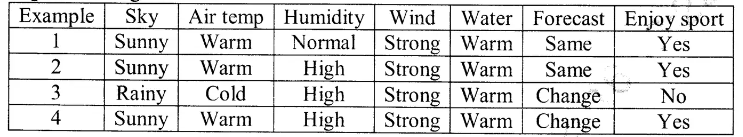 Example Sky Air temp Humidity Wind Water Forecast Enjoy sport
1 Sunny Warm Normal Strong Warm Same Yes
2 Sunny Warm High Strong Warm Same Yes
3 Rainy Cold High Strong Warm Change No
4 Sunny Warm High Strong Warm Change Yes